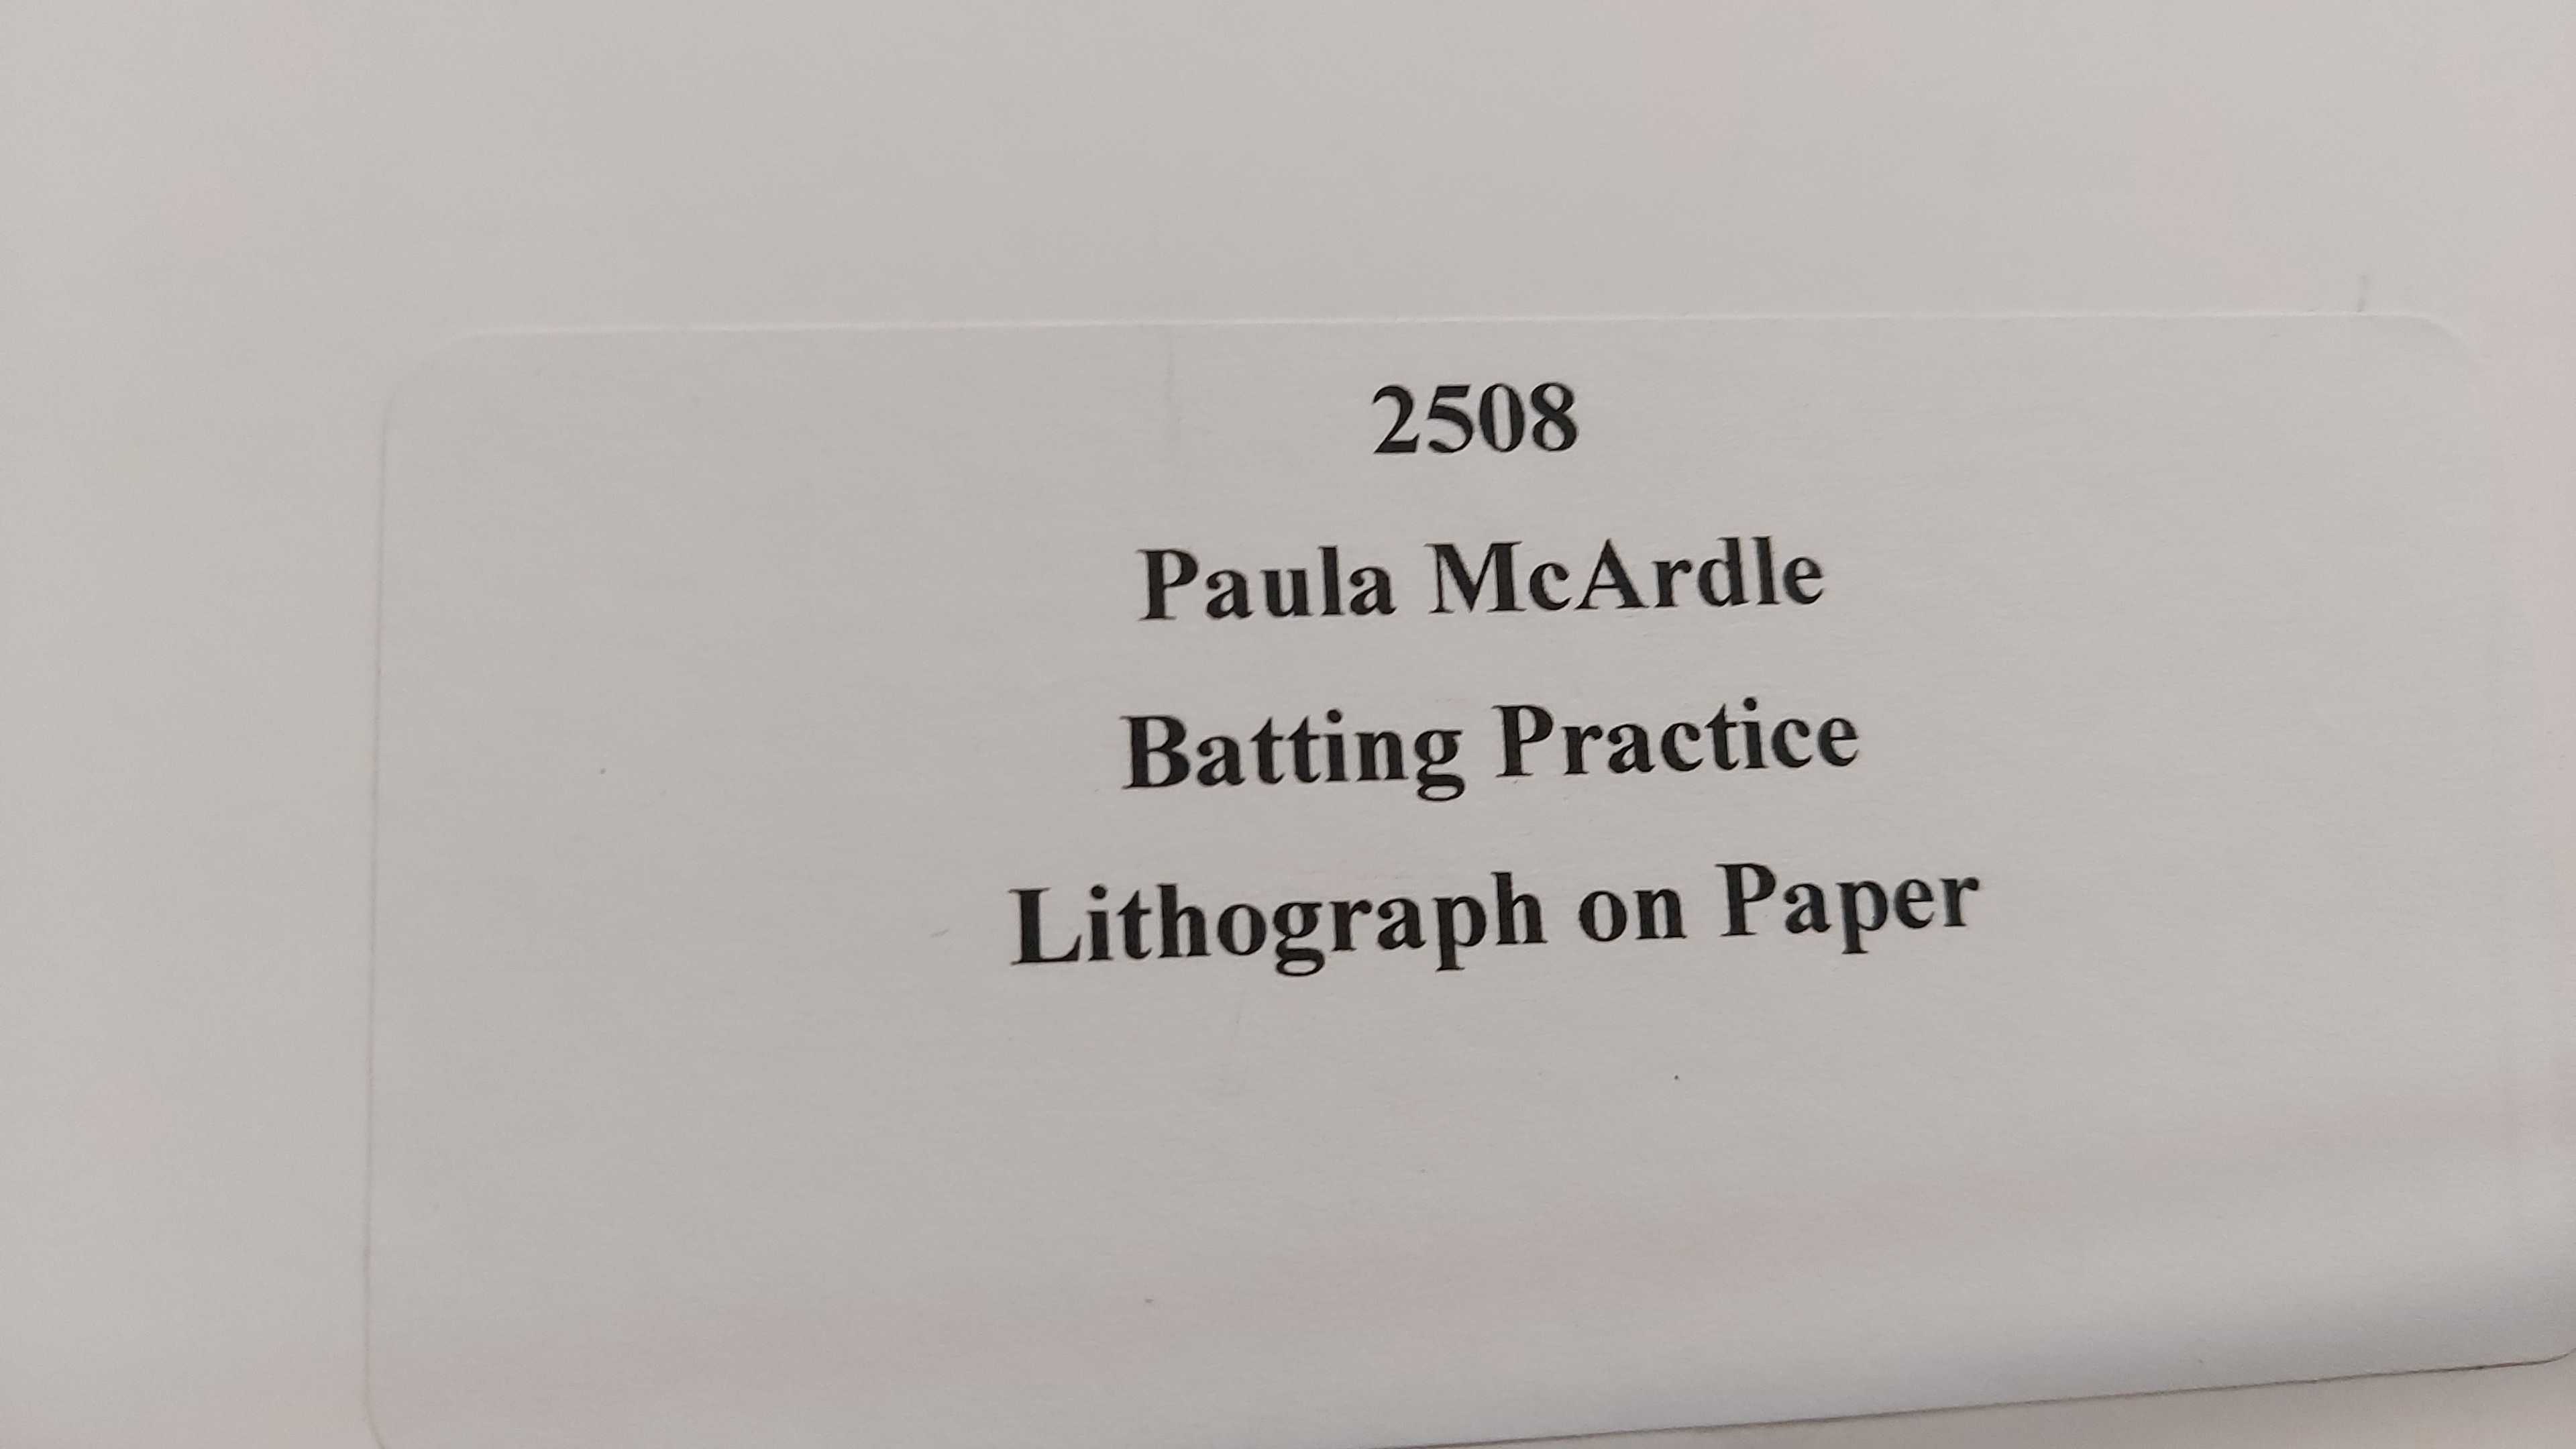 2508
Paula McArdle
Batting Practice
Lithograph on Paper